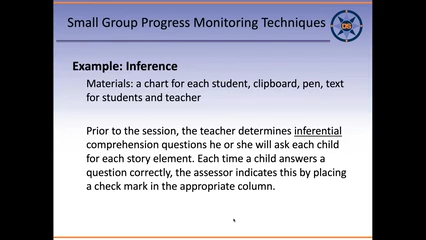 Small Group Progress Monitoring Techniques
Example: Inference
Materials: a chart for each student, clipboard, pen, text
for students and teacher
Prior to the session, the teacher determines inferential
comprehension questions he or she will ask each child
for each story element. Each time a child answers a
question correctly, the assessor indicates this by placing
a check mark in the appropriate column.